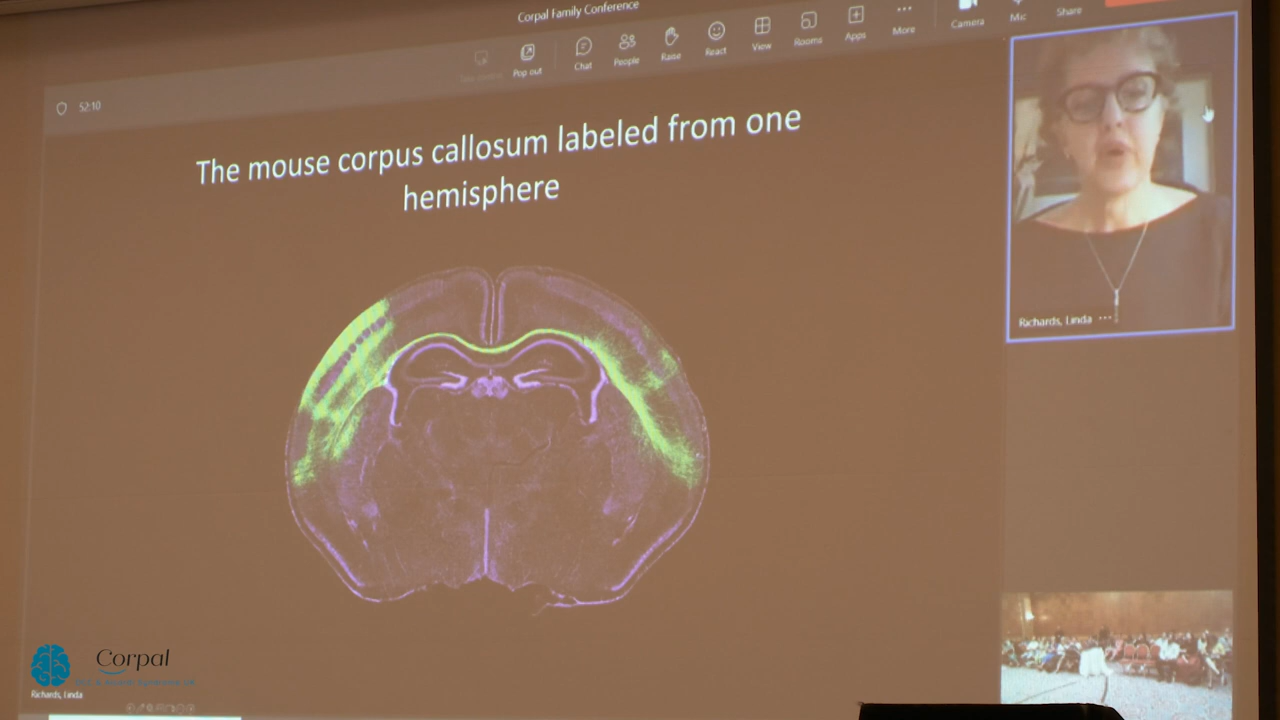 Corpal Family Conference
Pop out
Chat
People
Raise
React
View
Rooms
Apps
More
Camera
Mic
Share
52:10
The mouse corpus callosum labeled from one
hemisphere
Richards, Linda
Corpal
Richards, Linda